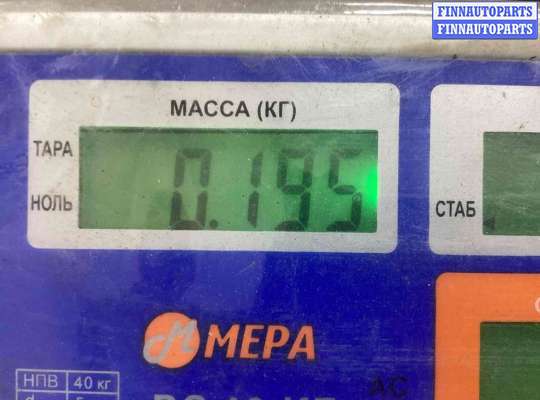 FINNAUTOPARTS
FINNAUTOPARTS
МАССА (КГ)
ТАРА
0.195
НОЛЬ
СТАБ
МЕРА
НПВ 40 кг